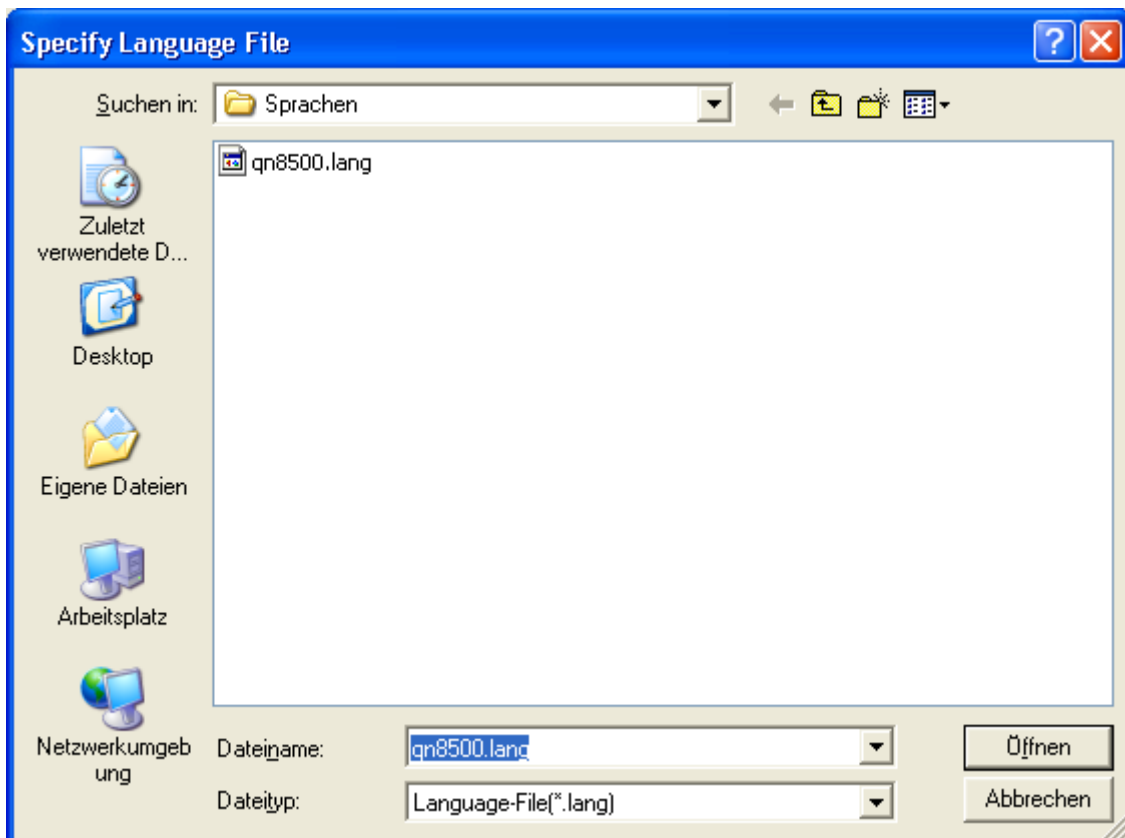 Specify Language File
Suchen in:
Sprachen
qn8500.lang
Zuletzt
verwendete D...
Desktop
Eigene Dateien
Arbeitsplatz
Netzwerkumgeb
ung
Dateiname:
qn8500.lang
Öffnen
Dateityp:
Language-File(*.lang)
Abbrechen